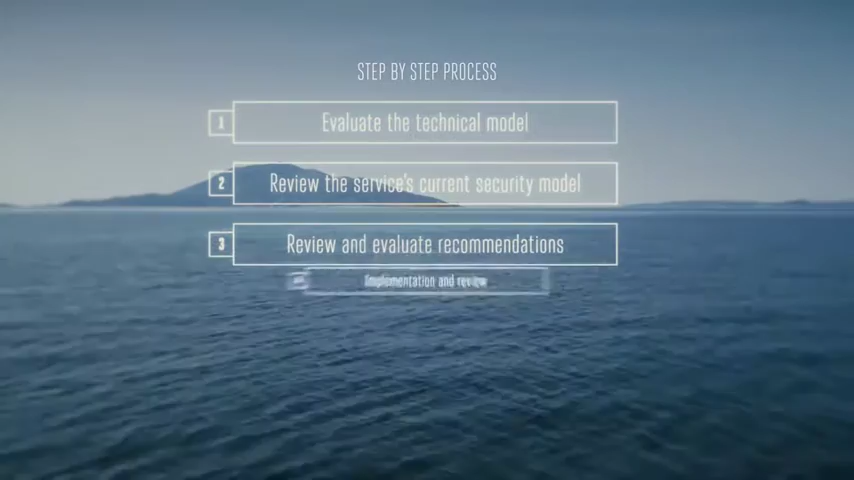 STEP BY STEP PROCESS
1 Evaluate the technical model
2 Review the service's current security model
3 Review and evaluate recommendations
Implementation and review